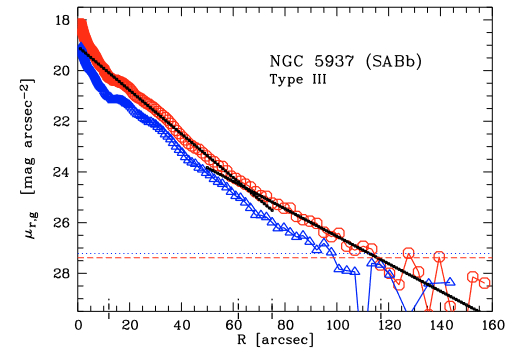 NGC 5937 (SABb)
Type III
μr,g [mag arcsec−2]
18
20
22
24
26
28
0 20 40 60 80 100 120 140 160
R [arcsec]